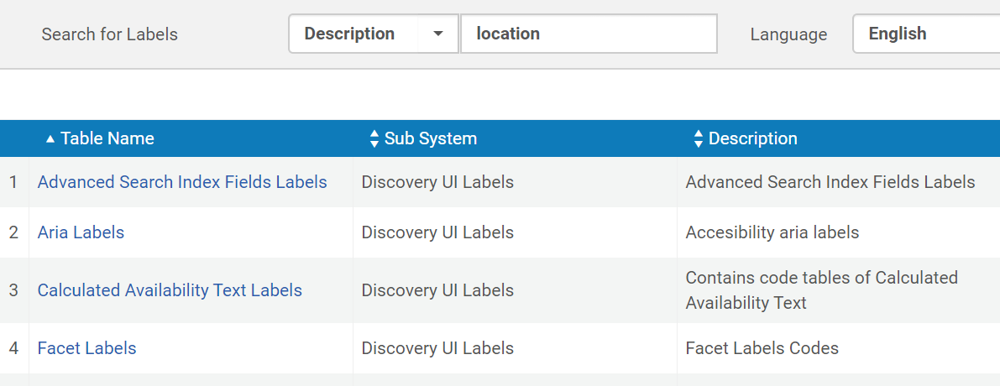 Search for Labels Description location Language English
Table Name Sub System Description
1 Advanced Search Index Fields Labels Discovery UI Labels Advanced Search Index Fields Labels
2 Aria Labels Discovery UI Labels Accesibility aria labels
3 Calculated Availability Text Labels Discovery UI Labels Contains code tables of Calculated
Availability Text
4 Facet Labels Discovery UI Labels Facet Labels Codes